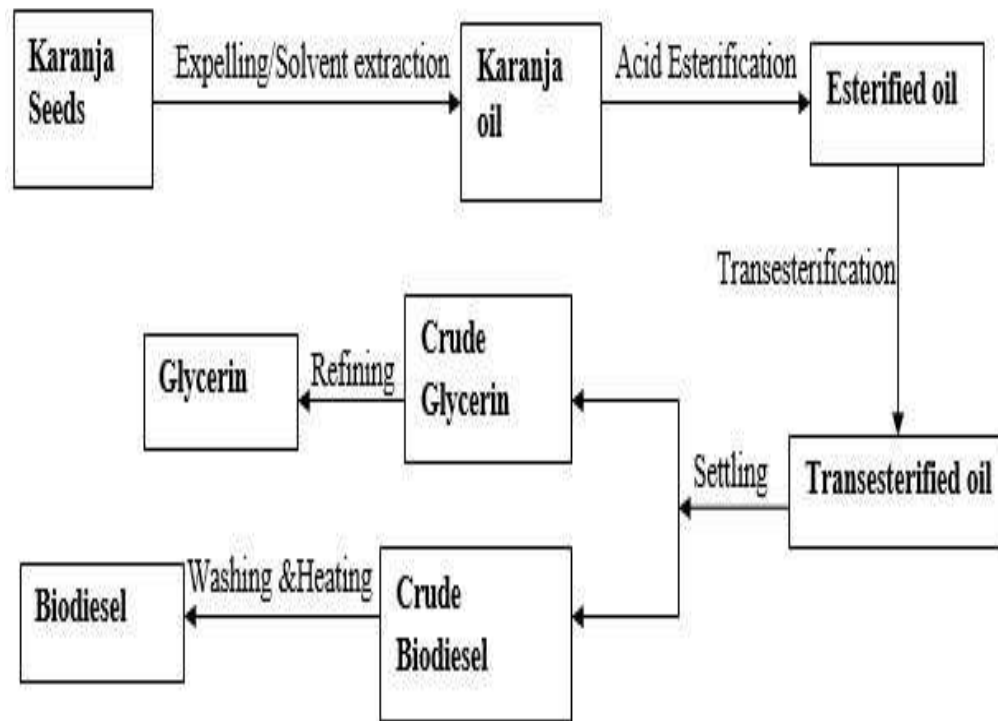 Karanja
Seeds
Expelling/Solvent extraction
Karanja
oil
Acid Esterification
Esterified oil
Transesterification
Transesterified oil
Settling
Crude
Glycerin
Refining
Glycerin
Crude
Biodiesel
Washing &Heating
Biodiesel